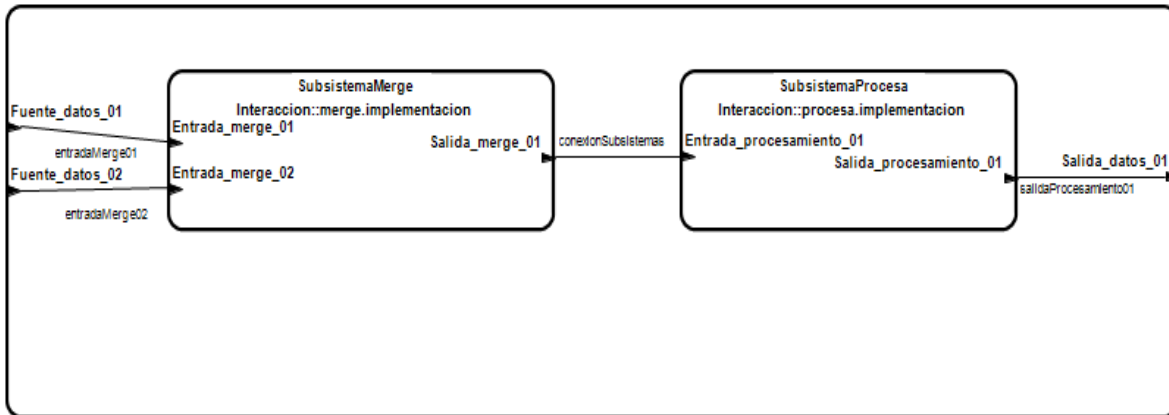 SubsistemaMerge
Interaccion::merge.implementacion
SubsistemaProcesa
Interaccion::procesa.implementacion
Fuente_datos_01
entradaMerge01
Fuente_datos_02
entradaMerge02
Entrada_merge_01
Entrada_merge_02
Salida_merge_01
conexionSubsistemas
Entrada_procesamiento_01
Salida_procesamiento_01
Salida_datos_01
salidaProcesamiento01